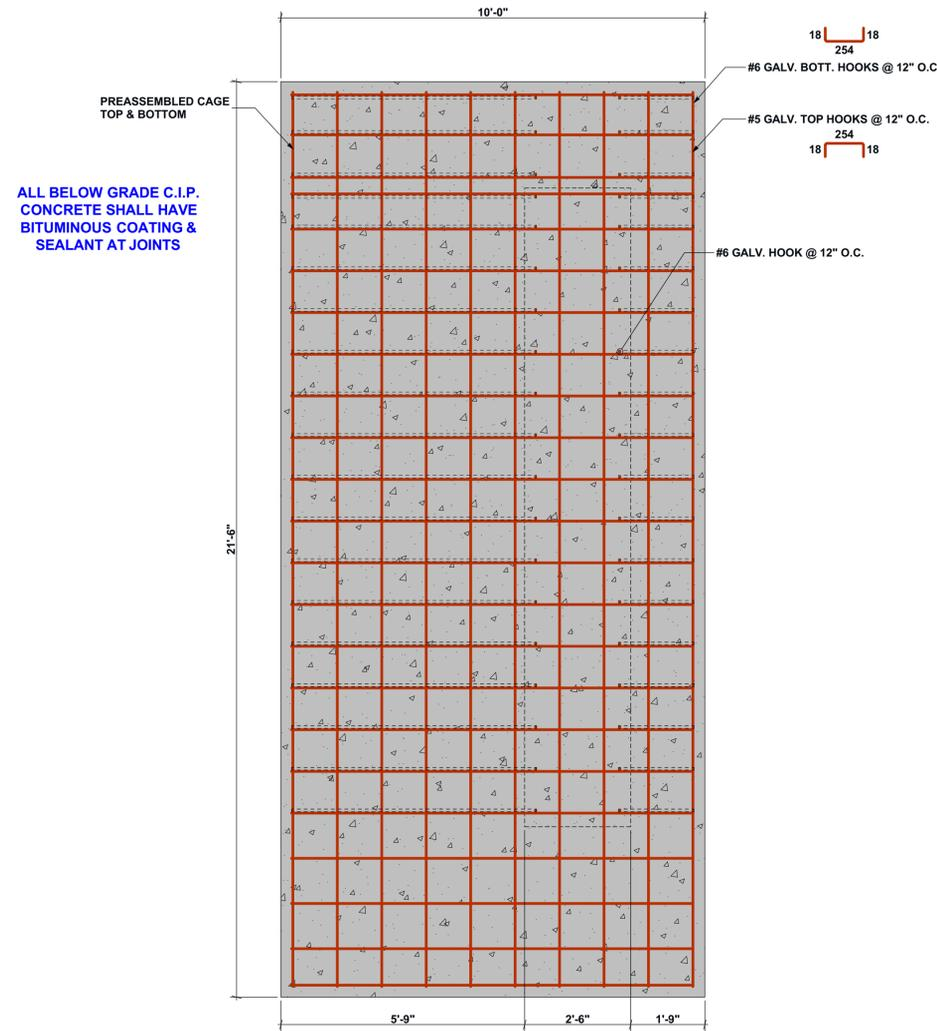 10'-0"
18 18
254
#6 GALV. BOTT. HOOKS @ 12" O.C
PREASSEMBLED CAGE
TOP & BOTTOM
#5 GALV. TOP HOOKS @ 12" O.C.
254
18 18
ALL BELOW GRADE C.I.P.
CONCRETE SHALL HAVE
BITUMINOUS COATING &
SEALANT AT JOINTS
#6 GALV. HOOK @ 12" O.C.
21'-6"
5'-9" 2'-6" 1'-9"